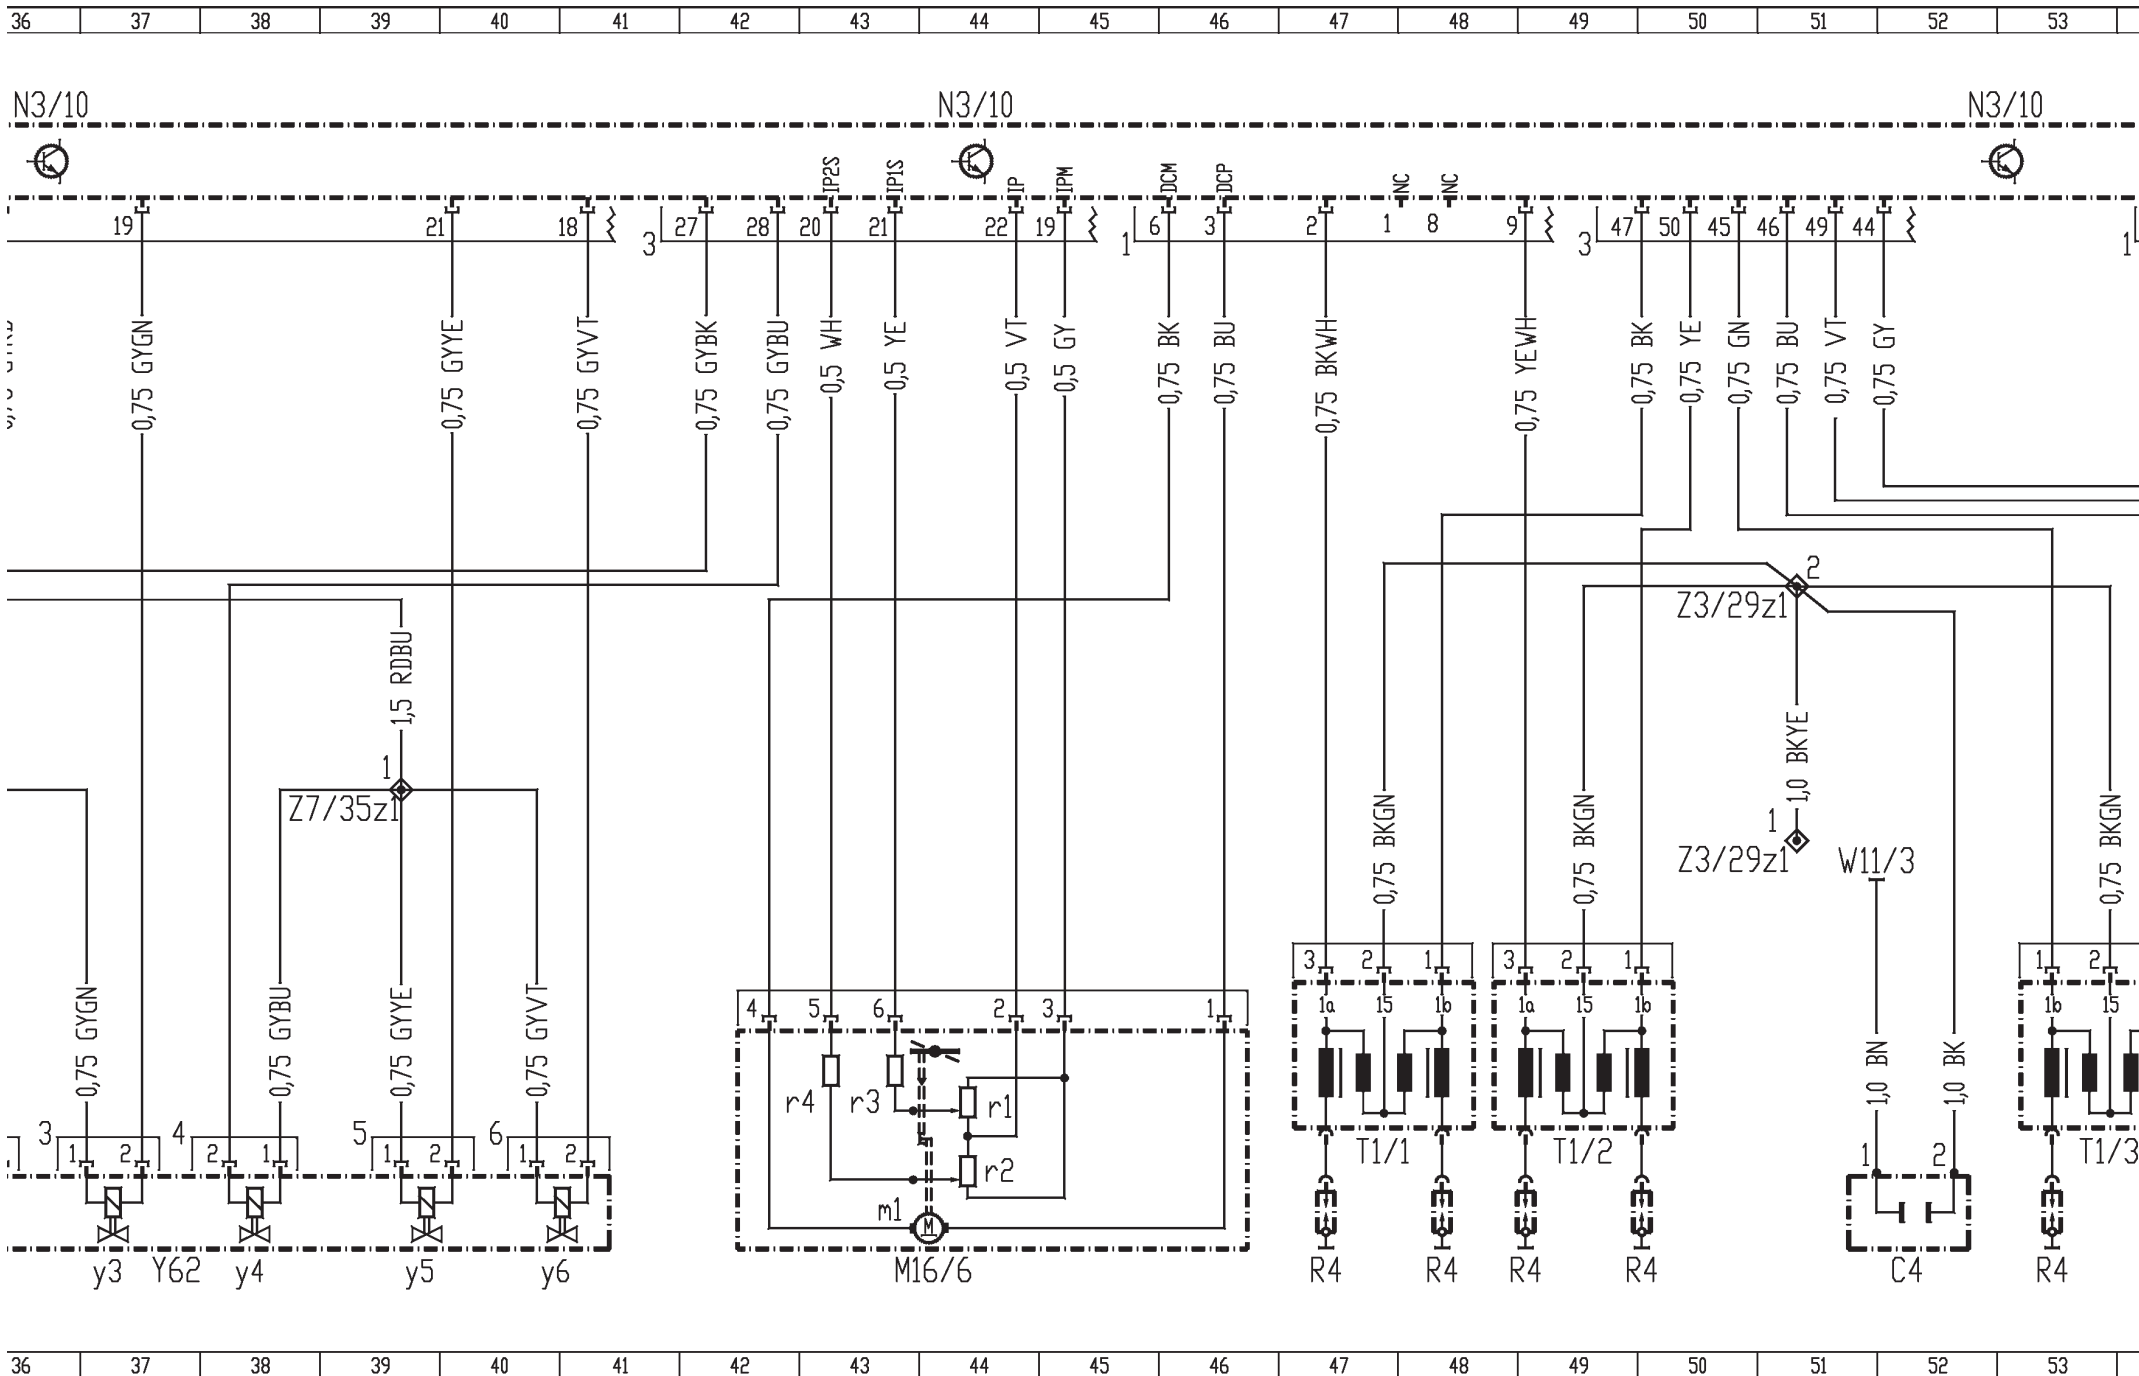 36 37 38 39 40 41 42 43 44 45 46 47 48 49 50 51 52 53
N3/10 N3/10 N3/10
IP2S IP1S IP IPM DCM DCP NC NC
19 21 18 27 28 20 21 22 19 6 3 2 1 8 9 47 50 45 46 49 44
3 1 3 1
0,75 GYGN
0,75 GYYE
0,75 GYVT
0,75 GYBK
0,75 GYBU
0,5 WH
0,5 YE
0,5 VT
0,5 GY
0,75 BK
0,75 BU
0,75 BKWH
0,75 YEWH
0,75 BK
0,75 YE
0,75 GN
0,75 BU
0,75 VT
0,75 GY
2
Z3/29z1
1,5 RDBU
1
Z7/35z1
1,0 BKYE
1
Z3/29z1
W11/3
0,75 BKGN
0,75 BKGN
0,75 BKGN
3 2 1 3 2 1 1 2
1a 15 1b 1a 15 1b 1b 15
0,75 GYGN
0,75 GYBU
0,75 GYYE
0,75 GYVT
4 5 6 2 3 1
1,0 BN
1,0 BK
r4 r3 r1
r2
m1
M
3 4 5 6
1 2 2 1 1 2 1 2
T1/1 T1/2 T1/3
1 2
y3 Y62 y4 y5 y6 M16/6 R4 R4 R4 R4 C4 R4
36 37 38 39 40 41 42 43 44 45 46 47 48 49 50 51 52 53